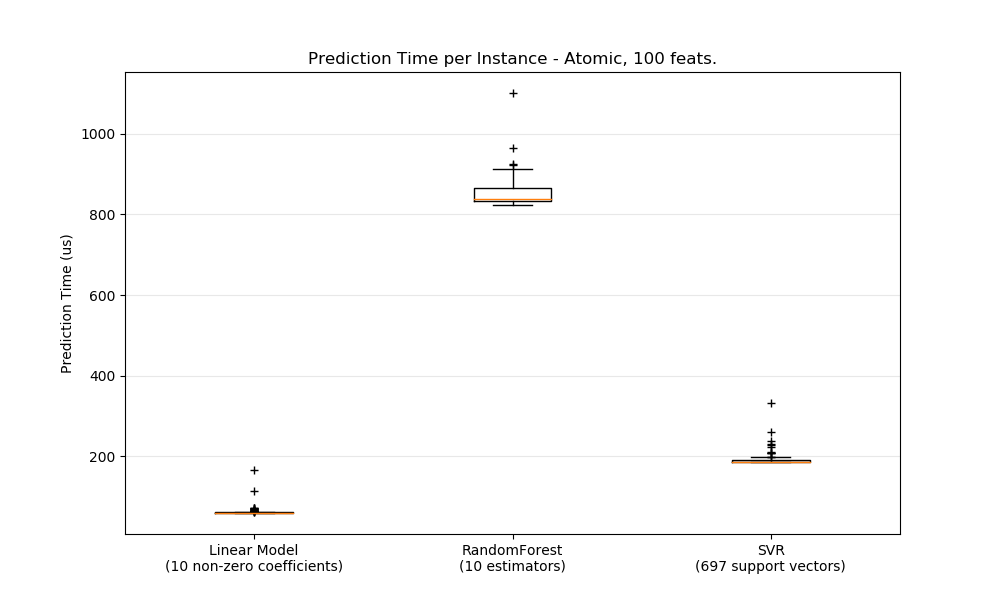 Prediction Time per Instance - Atomic, 100 feats.
1000
800
600
400
200
Prediction Time (us)
Linear Model
(10 non-zero coefficients)
RandomForest
(10 estimators)
SVR
(697 support vectors)